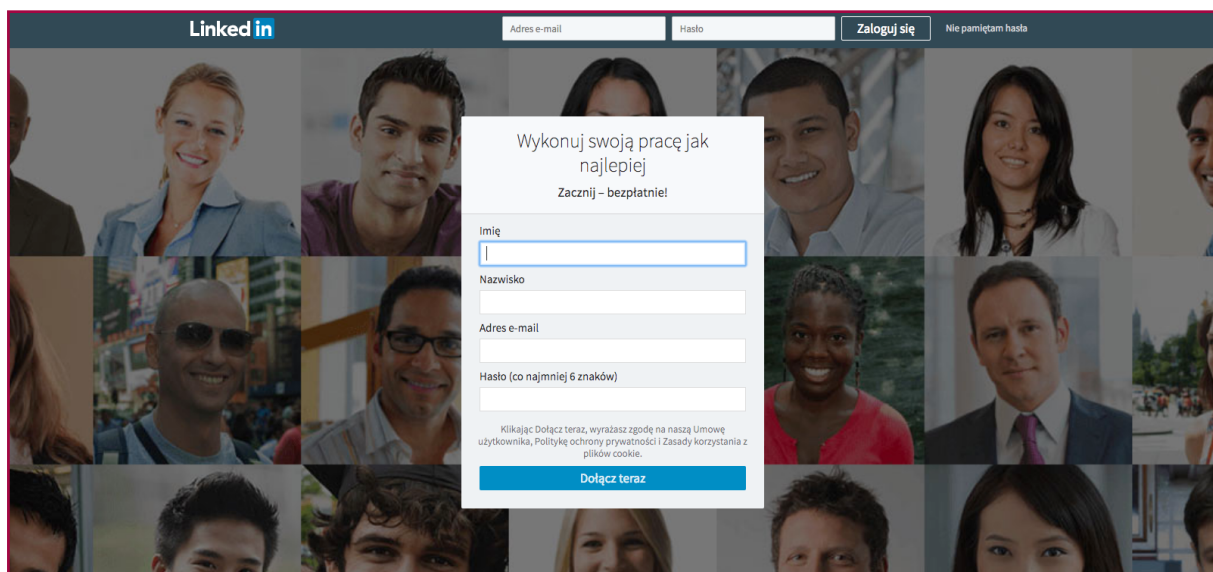 Linked in
Adres e-mail
Hasło
Zaloguj się
Nie pamiętam hasła
Wykonuj swoją pracę jak
najlepiej
Zacznij – bezpłatnie!
Imię
Nazwisko
Adres e-mail
Hasło (co najmniej 6 znaków)
Klikając Dołącz teraz, wyrażasz zgodę na naszą Umowę
użytkownika, Politykę ochrony prywatności i Zasady korzystania z
plików cookie.
Dołącz teraz